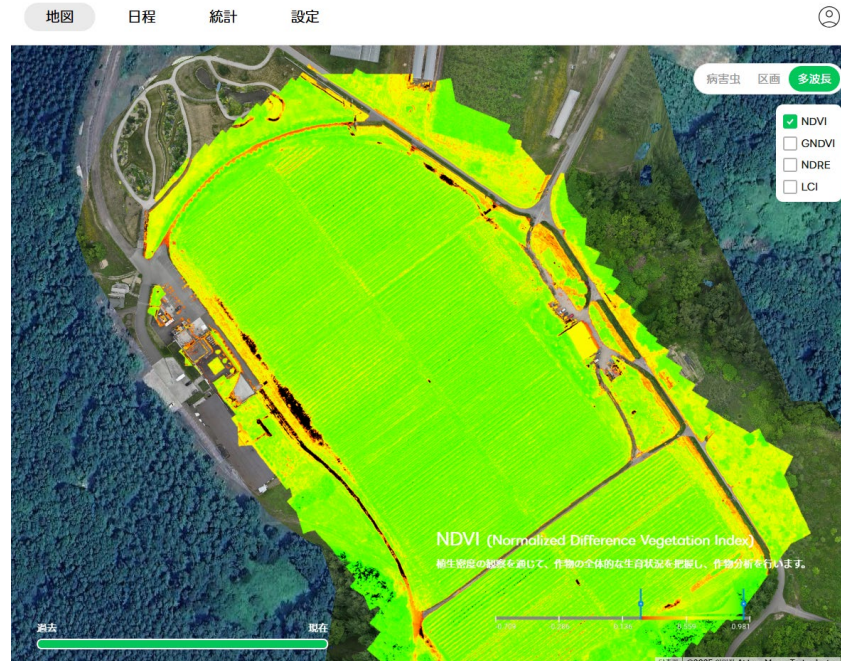 地図 日程 統計 設定
病害虫 区画 多波長
NDVI
GNDVI
NDRE
LCI
NDVI (Normalized Difference Vegetation Index)
植生密度の観察を通じて、作物の全体的な生育状況を把握し、作物分析を行います。
過去 現在
0.981